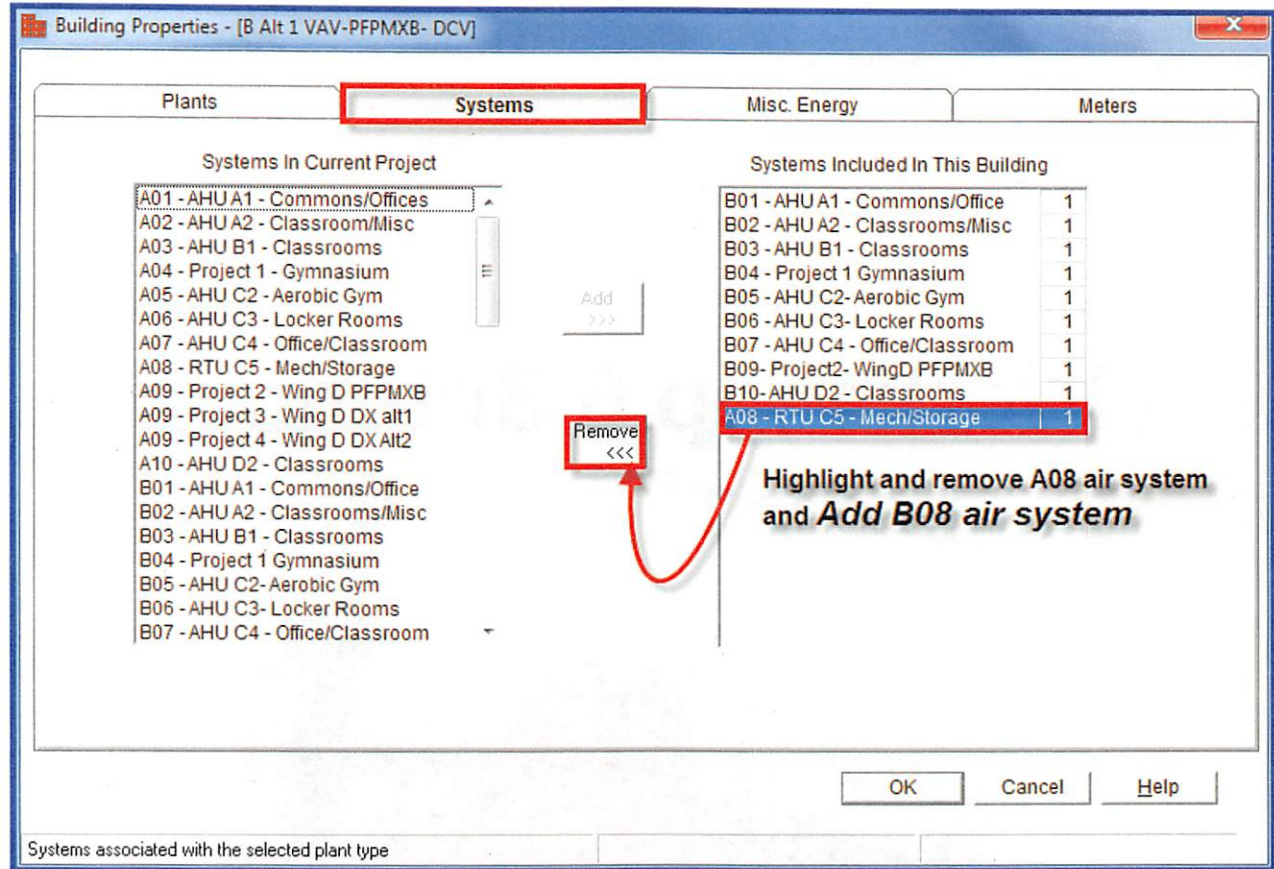 Building Properties - [B Alt 1 VAV-PFPMXB- DCV]
X
Plants
Systems
Misc. Energy
Meters
Systems In Current Project
A01 - AHU A1 - Commons/Offices
A02 - AHU A2 - Classroom/Misc
A03 - AHU B1 - Classrooms
A04 - Project 1 - Gymnasium
A05 - AHU C2 - Aerobic Gym
A06 - AHU C3 - Locker Rooms
A07 - AHU C4 - Office/Classroom
A08 - RTU C5 - Mech/Storage
A09 - Project 2 - Wing D PFPMXB
A09 - Project 3 - Wing D DX alt1
A09 - Project 4 - Wing D DX Alt2
A10 - AHU D2 - Classrooms
B01 - AHU A1 - Commons/Office
B02 - AHU A2 - Classrooms/Misc
B03 - AHU B1 - Classrooms
B04 - Project 1 Gymnasium
B05 - AHU C2- Aerobic Gym
B06 - AHU C3- Locker Rooms
B07 - AHU C4 - Office/Classroom
Add
>>>
Remove
<<<
Systems Included In This Building
B01 - AHU A1 - Commons/Office 1
B02 - AHU A2 - Classrooms/Misc 1
B03 - AHU B1 - Classrooms 1
B04 - Project 1 Gymnasium 1
B05 - AHU C2- Aerobic Gym 1
B06 - AHU C3- Locker Rooms 1
B07 - AHU C4 - Office/Classroom 1
B09- Project2- WingD PFPMXB 1
B10- AHU D2 - Classrooms 1
A08 - RTU C5 - Mech/Storage 1
Highlight and remove A08 air system
and Add B08 air system
OK
Cancel
Help
Systems associated with the selected plant type